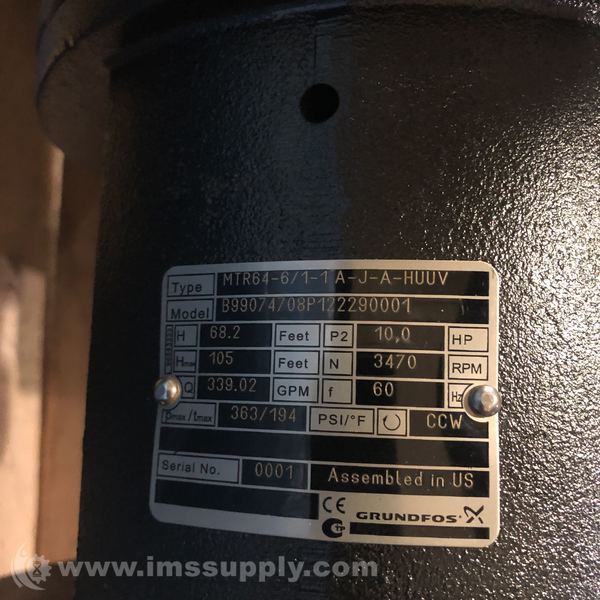 Type MTR64-6/1-1 A-J-A-HUUV
Model B99074708P122290001
H 68.2 Feet P2 10,0 HP
Hmax 105 Feet N 3470 RPM
Q 339.02 GPM f 60 Hz
pmax/tmax 363/194 PSI/°F CCW
Serial No. 0001 Assembled in US
CE
GRUNDFOS X
www.imssupply.com